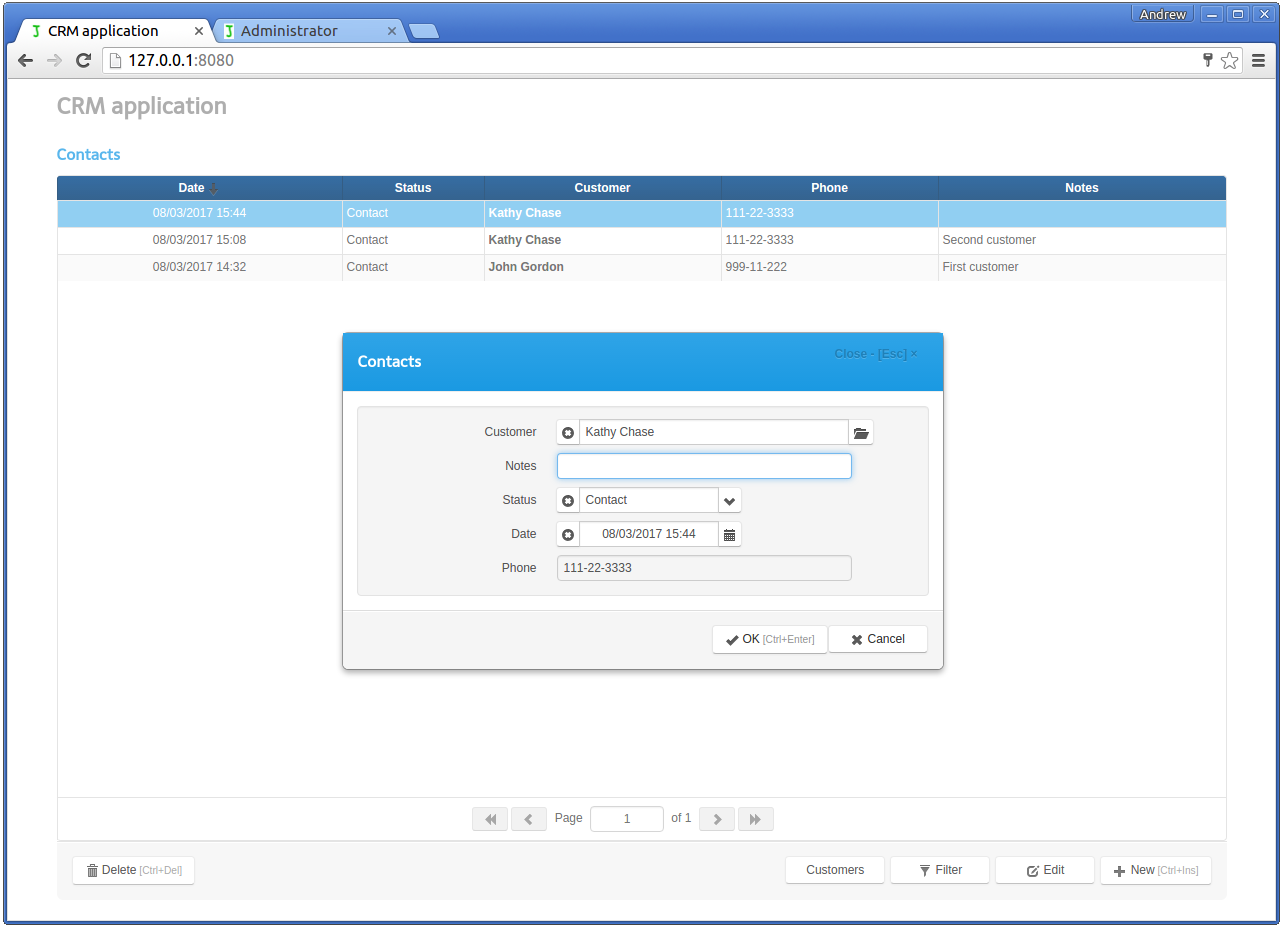 Andrew
CRM application
Administrator
127.0.0.1:8080
CRM application
Contacts
Date Status Customer Phone Notes
08/03/2017 15:44 Contact Kathy Chase 111-22-3333
08/03/2017 15:08 Contact Kathy Chase 111-22-3333 Second customer
08/03/2017 14:32 Contact John Gordon 999-11-222 First customer
Contacts
Close - [Esc] ×
Customer Kathy Chase
Notes
Status Contact
Date 08/03/2017 15:44
Phone 111-22-3333
OK [Ctrl+Enter] Cancel
Page 1 of 1
Delete [Ctrl+Del] Customers Filter Edit New [Ctrl+Ins]